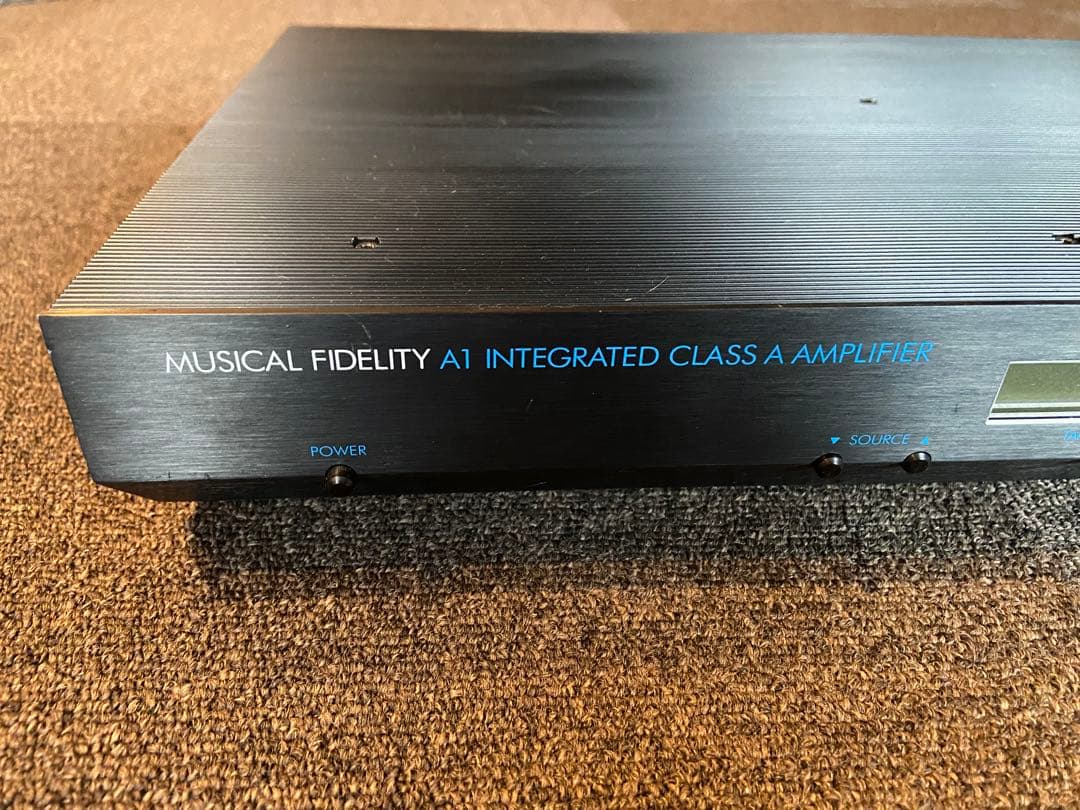 MUSICAL FIDELITY A1 INTEGRATED CLASS A AMPLIFIER
POWER
▼ SOURCE ▲